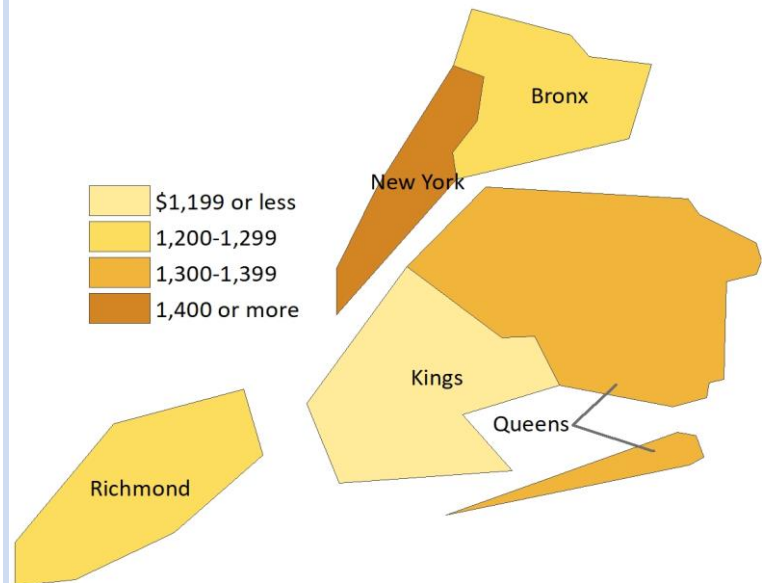 Bronx
New York
$1,199 or less
1,200-1,299
1,300-1,399
1,400 or more
Kings
Queens
Richmond